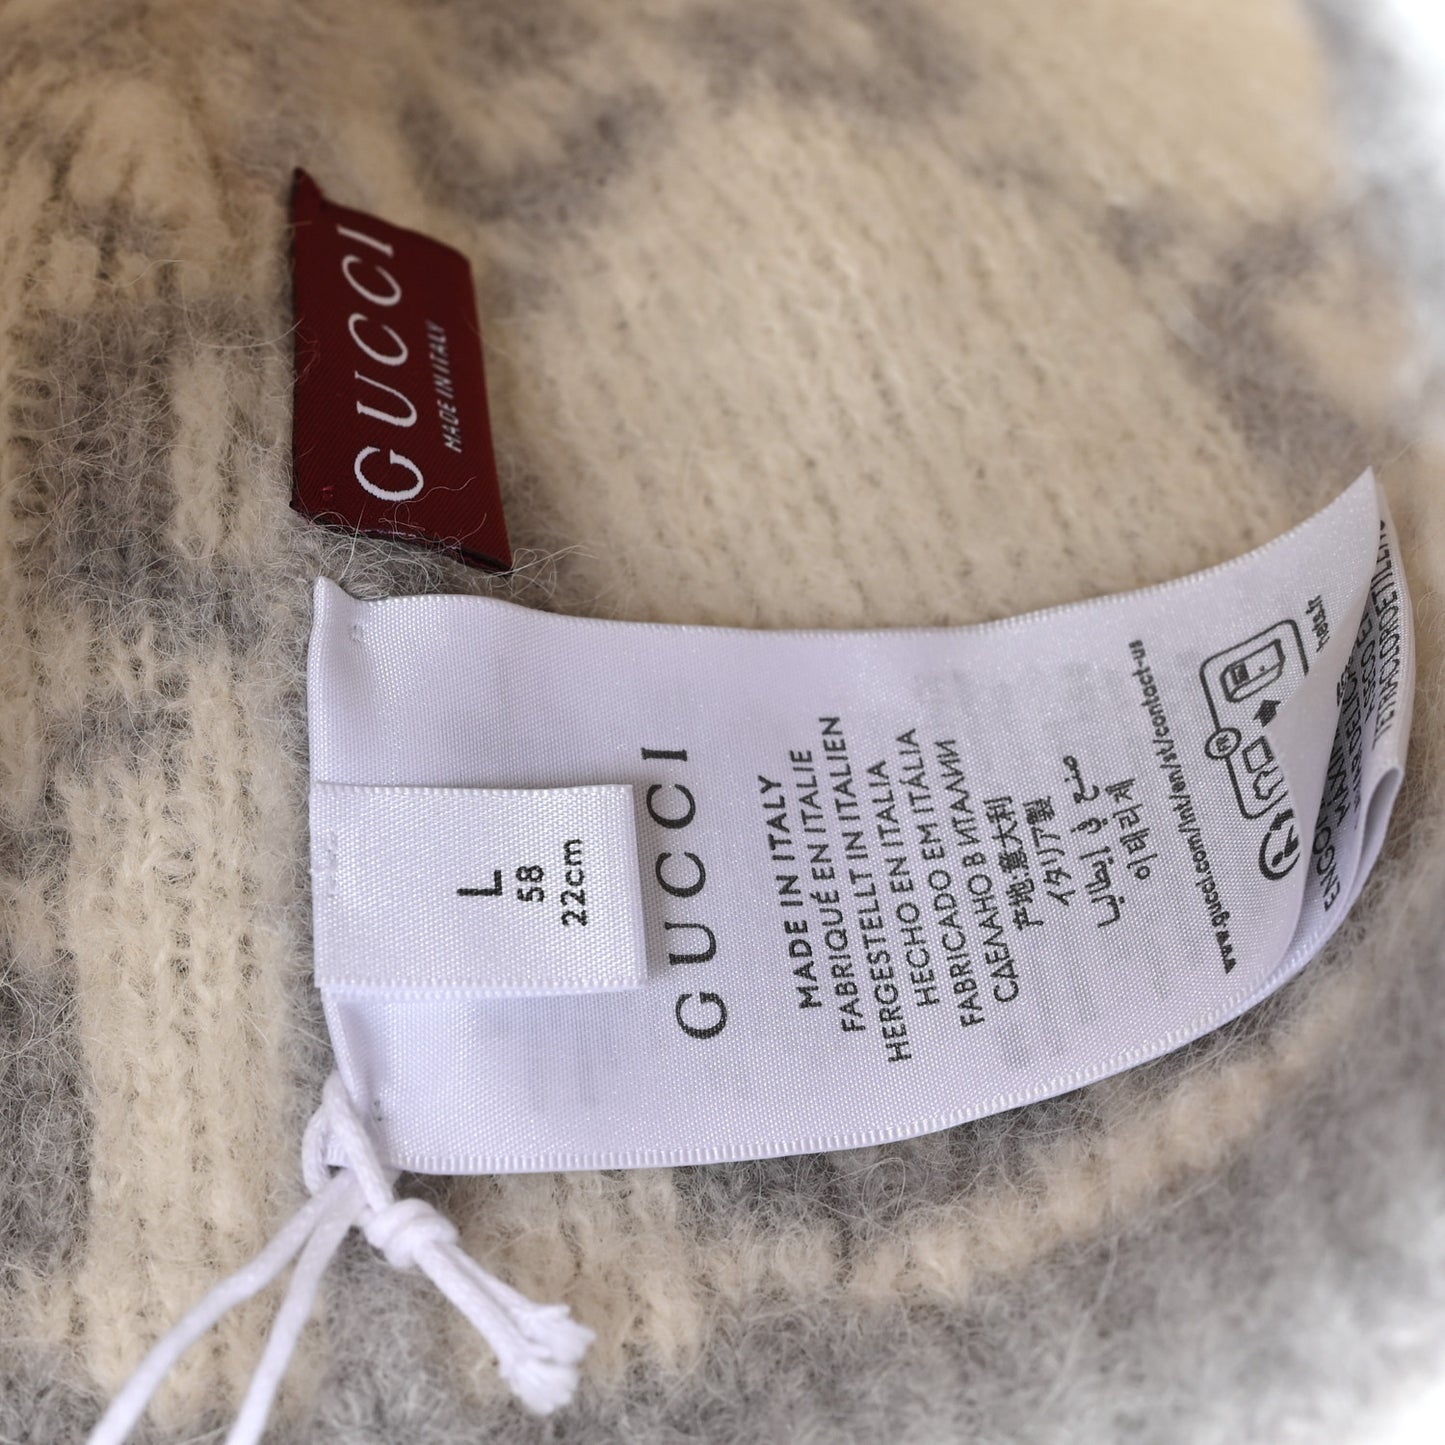 GUCCI
MADE IN ITALY
L
58
22cm
GUCCI
MADE IN ITALY
FABRIQUÉ EN ITALIE
HERGESTELLT IN ITALIEN
HECHO EN ITALIA
FABRICADO EM ITÁLIA
СДЕЛАНО В ИТАЛИИ
产地:意大利
イタリア製
صنع في إيطاليا
이태리제
www.gucci.com/int/en/st/contact-us
FR